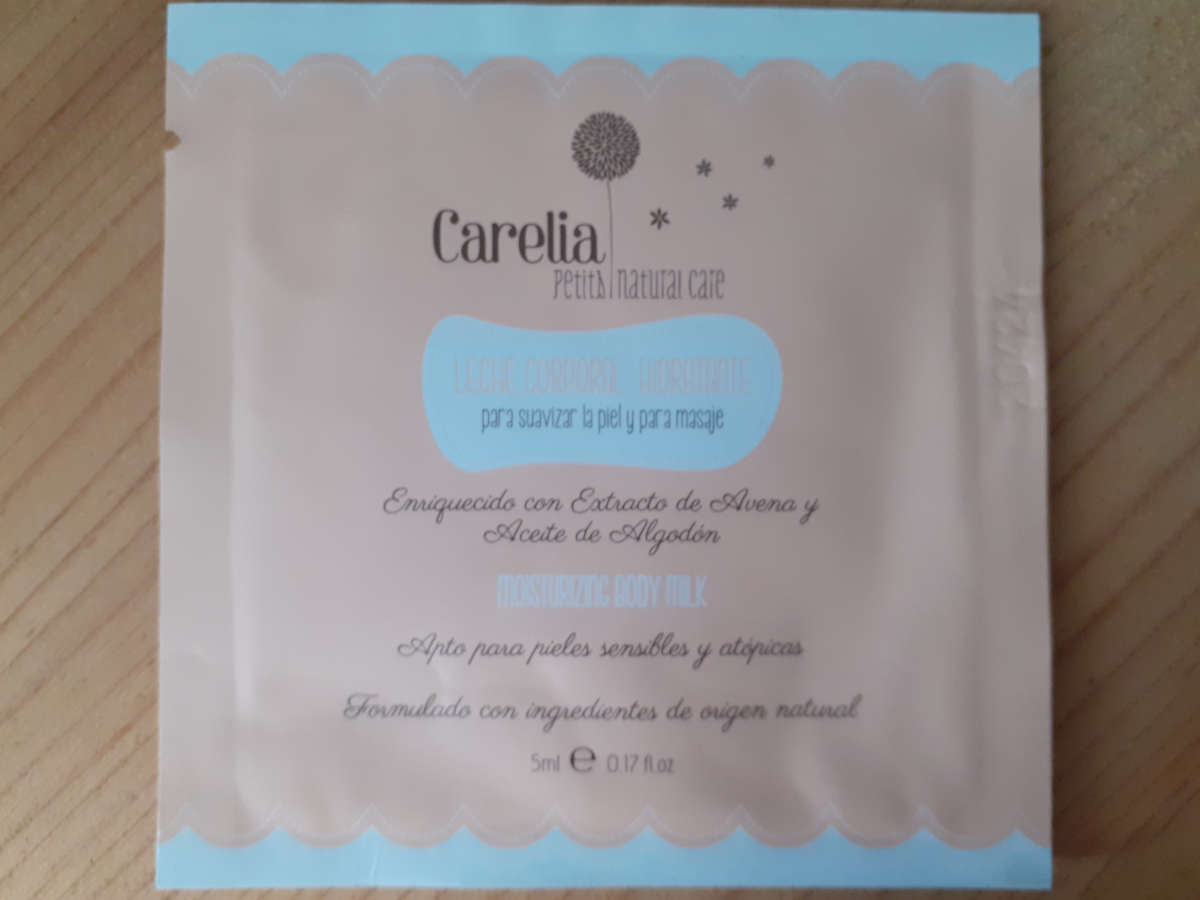 Carelia
Petits natural care
LECHE CORPORAL HIDRATANTE
para suavizar la piel y para masaje
Enriquecido con Extracto de Avena y
Aceite de Algodón
MOISTURIZING BODY MILK
Apto para pieles sensibles y atópicas
Formulado con ingredientes de origen natural
5ml e 0.17 fl.oz